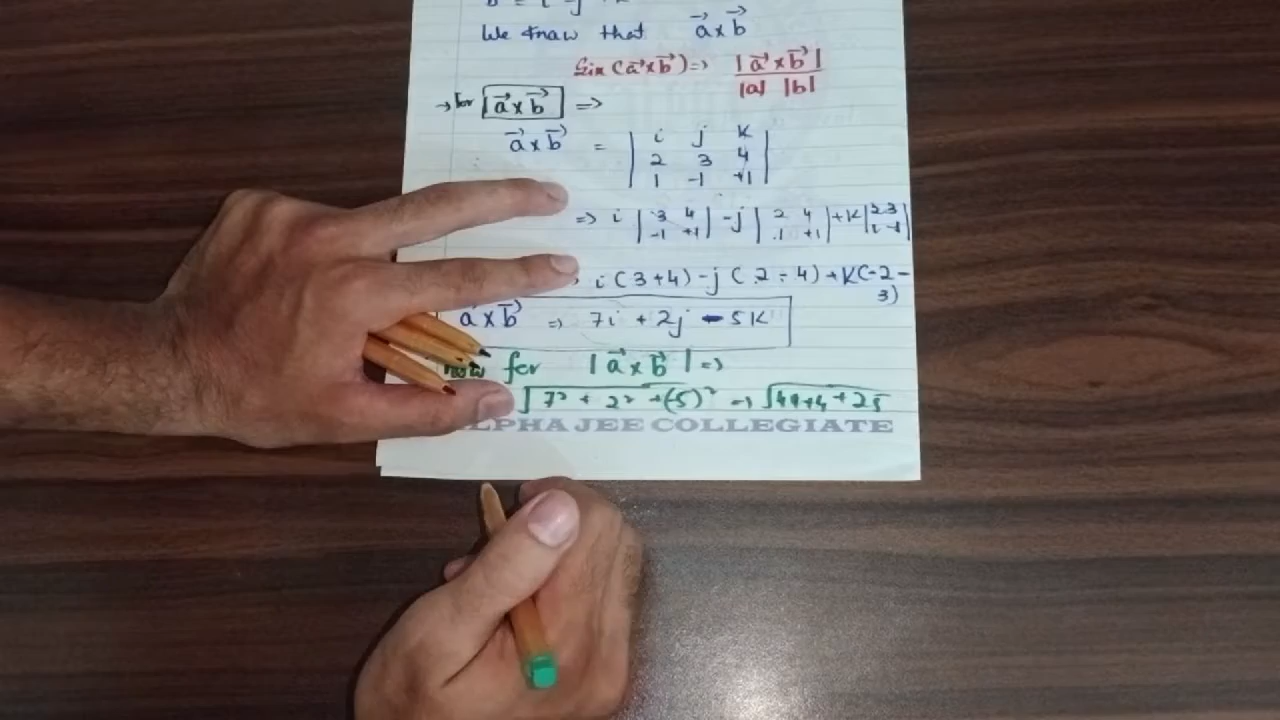 We know that a⃗×b⃗
Sin (a⃗×b⃗) => |a⃗×b⃗| / |a| |b|
→ for |a⃗×b⃗| =>
a⃗×b⃗ = | i j k |
2 3 4
1 -1 +1
=> i | 3 4 | -j | 2 4 | +K | 2 3 |
-1 +1 1 +1 1 -1
i (3+4) -j (2-4) +K(-2-
3)
a×b⃗ => 7i + 2j - 5K
now for |a⃗×b⃗| =>
√7² + 2² +(-5)² => √49+4+25
LPHA JEE COLLEGIATE